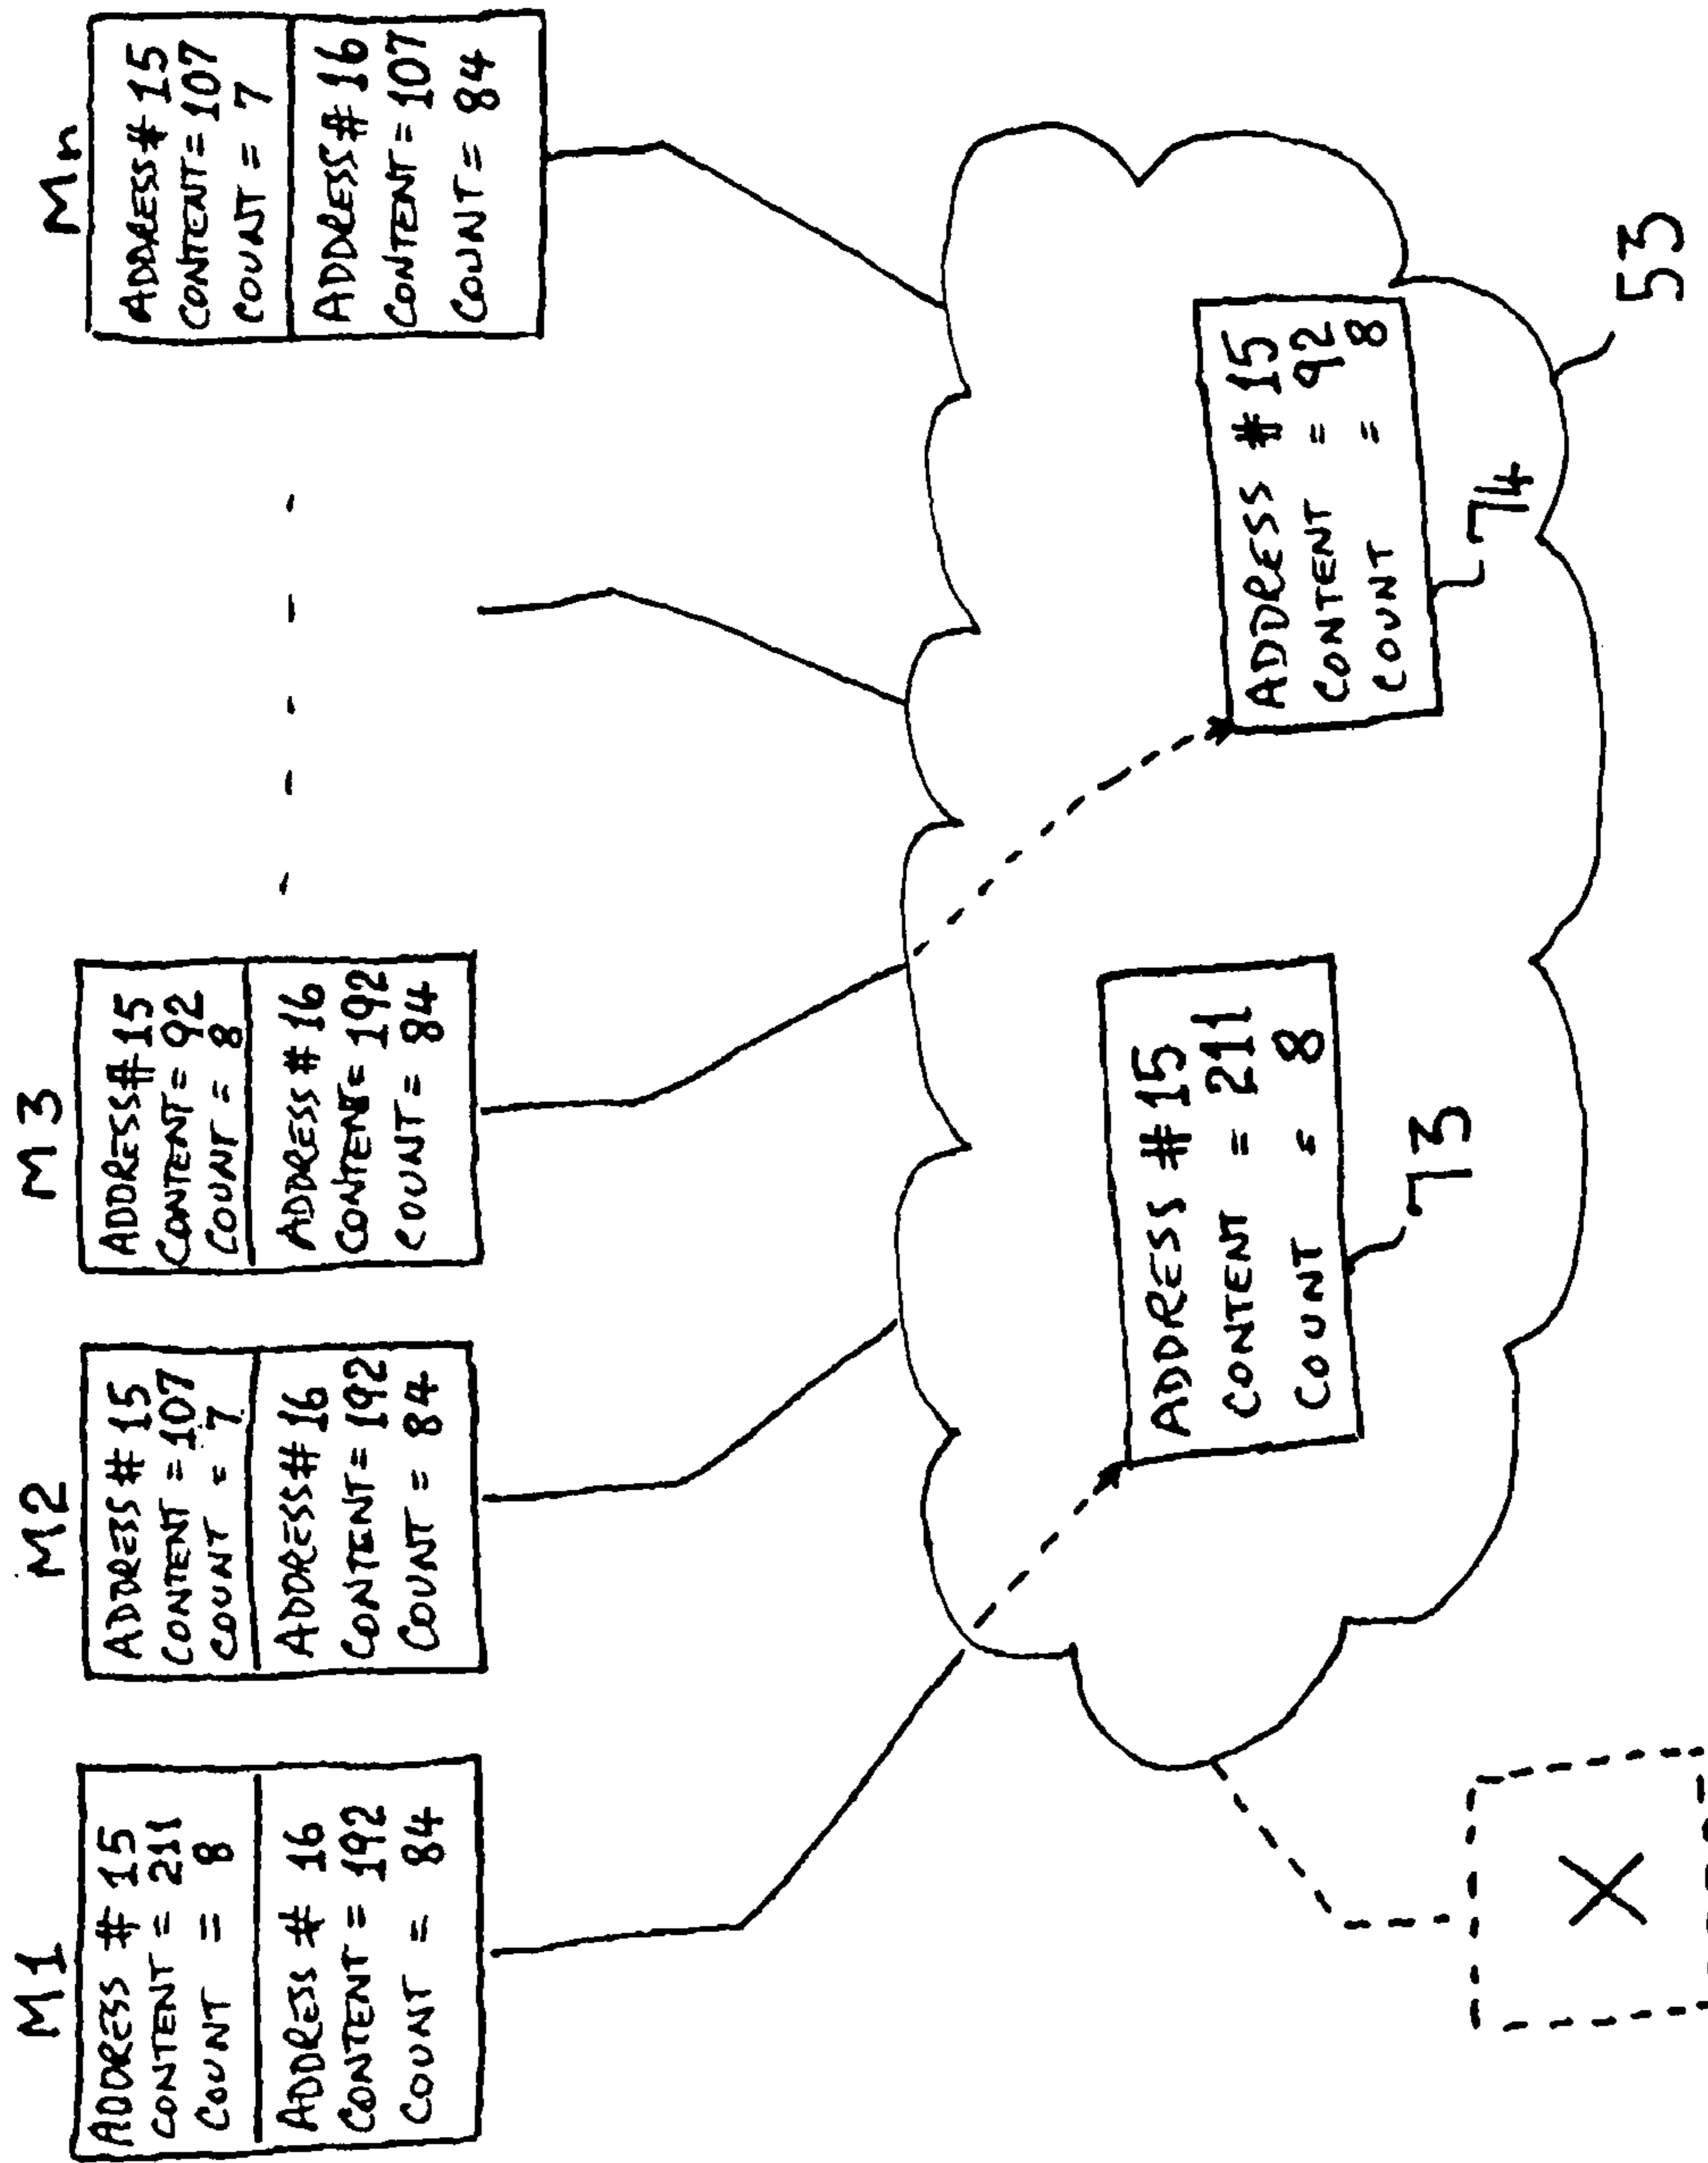 M1
ADDRESS # 15
CONTENT = 211
COUNT = 8
ADDRESS # 16
CONTENT = 192
COUNT = 84
M2
ADDRESS # 15
CONTENT = 107
COUNT = 7
ADDRESS # 16
CONTENT = 192
COUNT = 84
M3
ADDRESS # 15
CONTENT = 92
COUNT = 8
ADDRESS # 16
CONTENT = 192
COUNT = 84
Mn
ADDRESS # 15
CONTENT = 107
COUNT = 7
ADDRESS # 16
CONTENT = 107
COUNT = 84
ADDRESS # 15
CONTENT = 211
COUNT = 8
73
ADDRESS # 15
CONTENT = 92
COUNT = 8
74
53
X